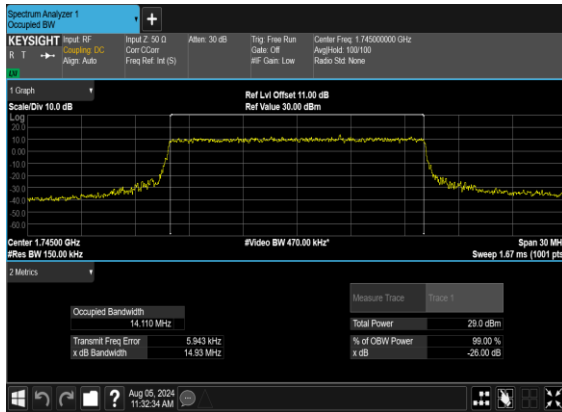 Spectrum Analyzer 1
Occupied BW
KEYSIGHT Input: RF Input Z: 50 Ω Atten: 30 dB Trig: Free Run Center Freq: 1.745000000 GHz
R T Coupling: DC Corr CCorr Gate: Off Avg|Hold: 100/100
Align: Auto Freq Ref: Int (S) #IF Gain: Low Radio Std: None
LW
1 Graph
Ref Lvl Offset 11.00 dB
Scale/Div 10.0 dB Ref Value 30.00 dBm
Log
20.0
10.0
0.00
-10.0
-20.0
-30.0
-40.0
-50.0
-60.0
Center 1.74500 GHz #Video BW 470.00 kHz* Span 30 MH
#Res BW 150.00 kHz Sweep 1.67 ms (1001 pts
2 Metrics
Measure Trace Trace 1
Occupied Bandwidth
14.110 MHz Total Power 29.0 dBm
Transmit Freq Error 5.943 kHz % of OBW Power 99.00 %
x dB Bandwidth 14.93 MHz x dB -26.00 dB
? Aug 05, 2024
11:32:34 AM